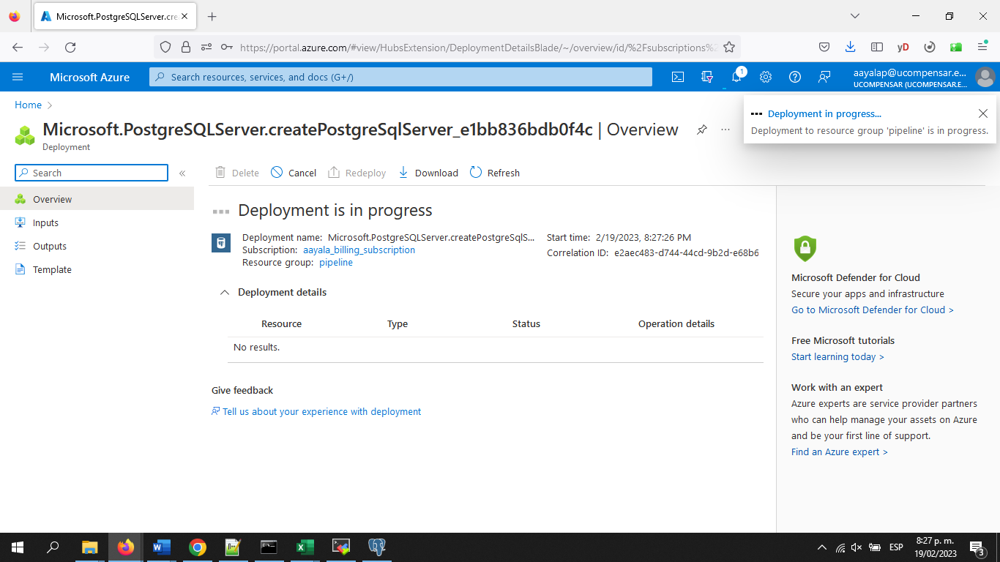 Microsoft.PostgreSQLServer.cre
https://portal.azure.com/#view/HubsExtension/DeploymentDetailsBlade/~/overview/id/%2Fsubscriptions%
yD
Microsoft Azure
Search resources, services, and docs (G+/)
1
aayalap@ucompensar.e...
UCOMPENSAR (UCOMPENSAR.E...
Home >
Deployment in progress...
Deployment to resource group 'pipeline' is in progress.
Microsoft.PostgreSQLServer.createPostgreSqlServer_e1bb836bdb0f4c | Overview
Deployment
Search
«
Delete
Cancel
Redeploy
Download
Refresh
Overview
Inputs
Outputs
Template
Deployment is in progress
Deployment name: Microsoft.PostgreSQLServer.createPostgreSqlS...
Subscription: aayala_billing_subscription
Resource group: pipeline
Start time: 2/19/2023, 8:27:26 PM
Correlation ID: e2aec483-d744-44cd-9b2d-e68b6
Deployment details
Resource Type Status Operation details
No results.
Give feedback
Tell us about your experience with deployment
Microsoft Defender for Cloud
Secure your apps and infrastructure
Go to Microsoft Defender for Cloud >
Free Microsoft tutorials
Start learning today >
Work with an expert
Azure experts are service provider partners
who can help manage your assets on Azure
and be your first line of support.
Find an Azure expert >
ESP
8:27 p. m.
19/02/2023
3